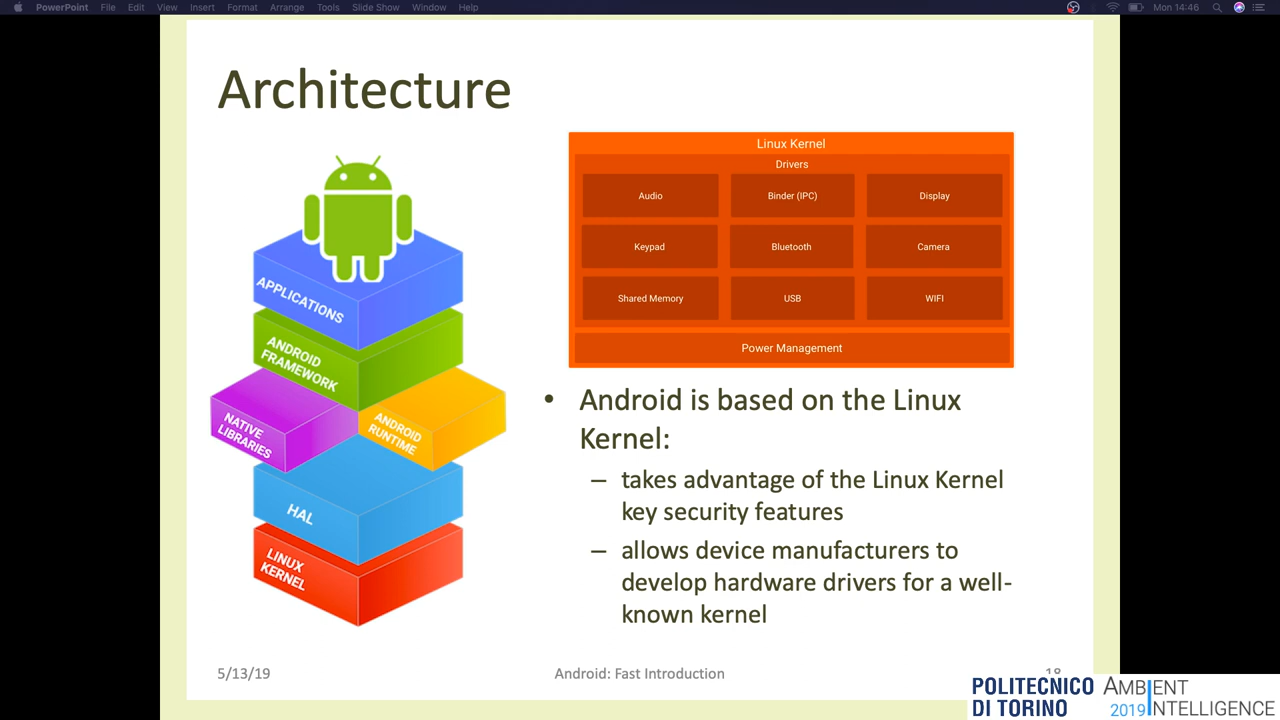 PowerPoint File Edit View Insert Format Arrange Tools Slide Show Window Help Mon 14:46
Architecture
APPLICATIONS
ANDROID
FRAMEWORK
NATIVE
LIBRARIES
ANDROID
RUNTIME
HAL
LINUX
KERNEL
Linux Kernel
Drivers
Audio Binder (IPC) Display
Keypad Bluetooth Camera
Shared Memory USB WIFI
Power Management
• Android is based on the Linux
Kernel:
– takes advantage of the Linux Kernel
key security features
– allows device manufacturers to
develop hardware drivers for a well-
known kernel
5/13/19 Android: Fast Introduction 18
POLITECNICO
DI TORINO
AMBIENT
2019 INTELLIGENCE